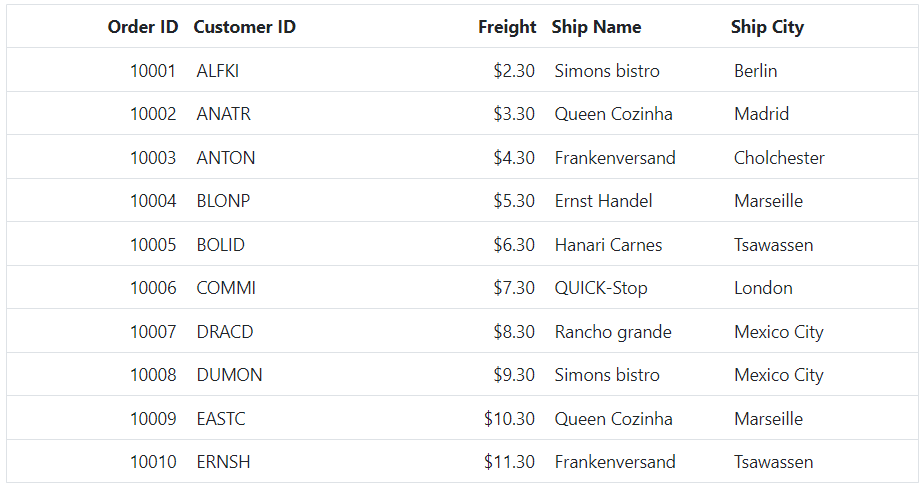 Order ID Customer ID Freight Ship Name Ship City
10001 ALFKI $2.30 Simons bistro Berlin
10002 ANATR $3.30 Queen Cozinha Madrid
10003 ANTON $4.30 Frankenversand Cholchester
10004 BLONP $5.30 Ernst Handel Marseille
10005 BOLID $6.30 Hanari Carnes Tsawassen
10006 COMMI $7.30 QUICK-Stop London
10007 DRACD $8.30 Rancho grande Mexico City
10008 DUMON $9.30 Simons bistro Mexico City
10009 EASTC $10.30 Queen Cozinha Marseille
10010 ERNSH $11.30 Frankenversand Tsawassen